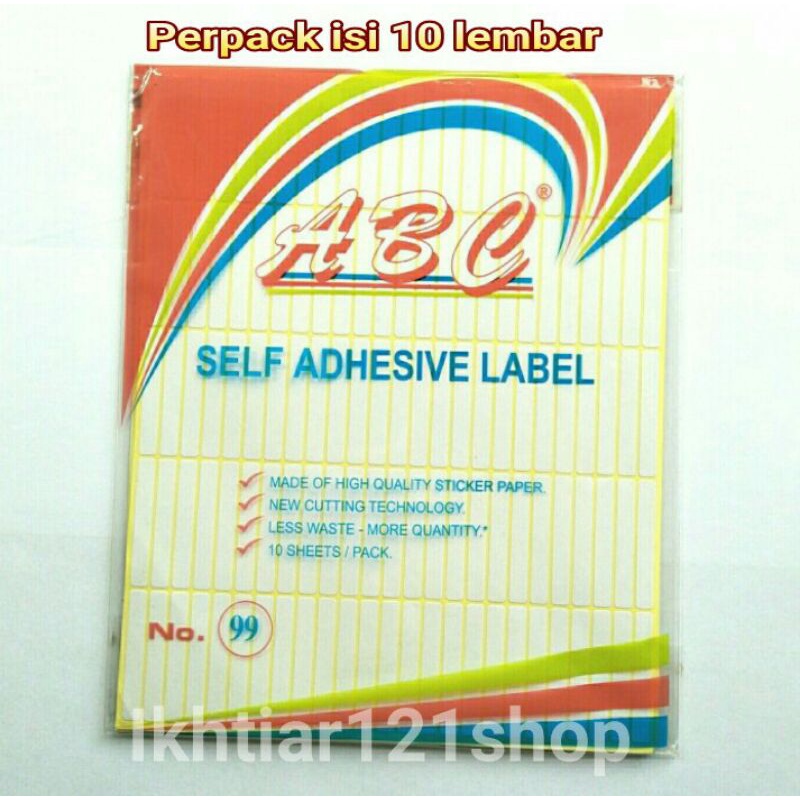 Perpack isi 10 lembar
ABC®
SELF ADHESIVE LABEL
MADE OF HIGH QUALITY STICKER PAPER.
NEW CUTTING TECHNOLOGY.
LESS WASTE - MORE QUANTITY.*
10 SHEETS / PACK.
No. 99
Ikhtiar121shop